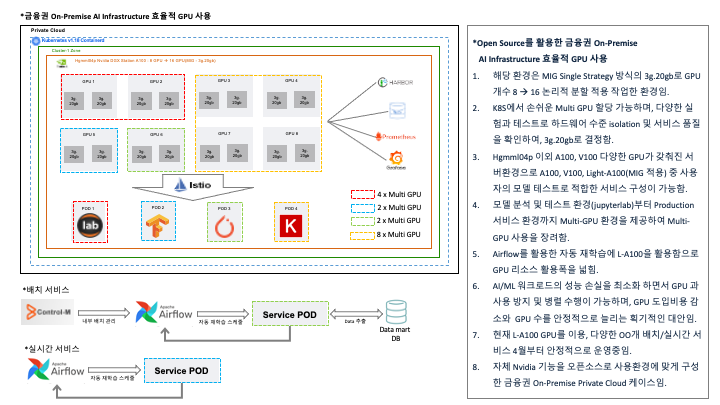 *금융권 On-Premise AI Infrastructure 효율적 GPU 사용
Private Cloud
Kubernetes v1.18 Containerd
Cluster-1 Zone
Hgmml04p Nvidia DGX Station A100 - 8 GPU -> 16 GPU(MIG : 3g.20gb)
GPU 1
GPU 2
GPU 3
GPU 4
3g.20gb 3g.20gb 3g.20gb 3g.20gb 3g.20gb 3g.20gb 3g.20gb 3g.20gb
GPU 5
GPU 6
GPU 7
GPU 8
3g.20gb 3g.20gb 3g.20gb 3g.20gb 3g.20gb 3g.20gb 3g.20gb 3g.20gb
HARBOR
Prometheus
Grafana
Istio
POD 1
POD 2
POD 3
POD 4
lab
K
4 x Multi GPU
2 x Multi GPU
2 x Multi GPU
8 x Multi GPU
*배치 서비스
Control-M
내부 배치 관리
Apache
Airflow
자동 재학습 스케줄
Service POD
Data 추출
Data mart
DB
*실시간 서비스
Apache
Airflow
자동 재학습 스케줄
Service POD
*Open Source를 활용한 금융권 On-Premise
AI Infrastructure 효율적 GPU 사용
1. 해당 환경은 MIG Single Strategy 방식의 3g.20gb로 GPU
개수 8 → 16 논리적 분할 적용 작업한 환경임.
2. K8S에서 손쉬운 Multi GPU 할당 가능하며, 다양한 실
험과 테스트로 하드웨어 수준 isolation 및 서비스 품질
을 확인하여, 3g.20gb로 결정함.
3. Hgmml04p 이외 A100, V100 다양한 GPU가 갖춰진 서
버환경으로 A100, V100, Light-A100(MIG 적용) 중 사용
자의 모델 테스트로 적합한 서비스 구성이 가능함.
4. 모델 분석 및 테스트 환경(jupyterlab)부터 Production
서비스 환경까지 Multi-GPU 환경을 제공하여 Multi-
GPU 사용을 장려함.
5. Airflow를 활용한 자동 재학습에 L-A100을 활용함으로
GPU 리소스 활용폭을 넓힘.
6. AI/ML 워크로드의 성능 손실을 최소화 하면서 GPU 과
사용 방지 및 병렬 수행이 가능하며, GPU 도입비용 감
소와 GPU 수를 안정적으로 늘리는 획기적인 대안임.
7. 현재 L-A100 GPU를 이용, 다양한 OO개 배치/실시간 서
비스 4월부터 안정적으로 운영중임.
8. 자체 Nvidia 기능을 오픈소스로 사용환경에 맞게 구성
한 금융권 On-Premise Private Cloud 케이스임.